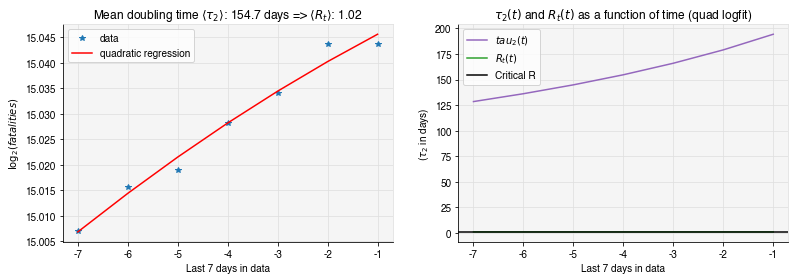 Mean doubling time ⟨τ₂⟩: 154.7 days => ⟨Rₜ⟩: 1.02
data
quadratic regression
log₂(fatalities)
15.045
15.040
15.035
15.030
15.025
15.020
15.015
15.010
15.005
-7 -6 -5 -4 -3 -2 -1
Last 7 days in data
τ₂(t) and Rₜ(t) as a function of time (quad logfit)
tau₂(t)
Rₜ(t)
Critical R
(τ₂ in days)
200
175
150
125
100
75
50
25
0
-7 -6 -5 -4 -3 -2 -1
Last 7 days in data